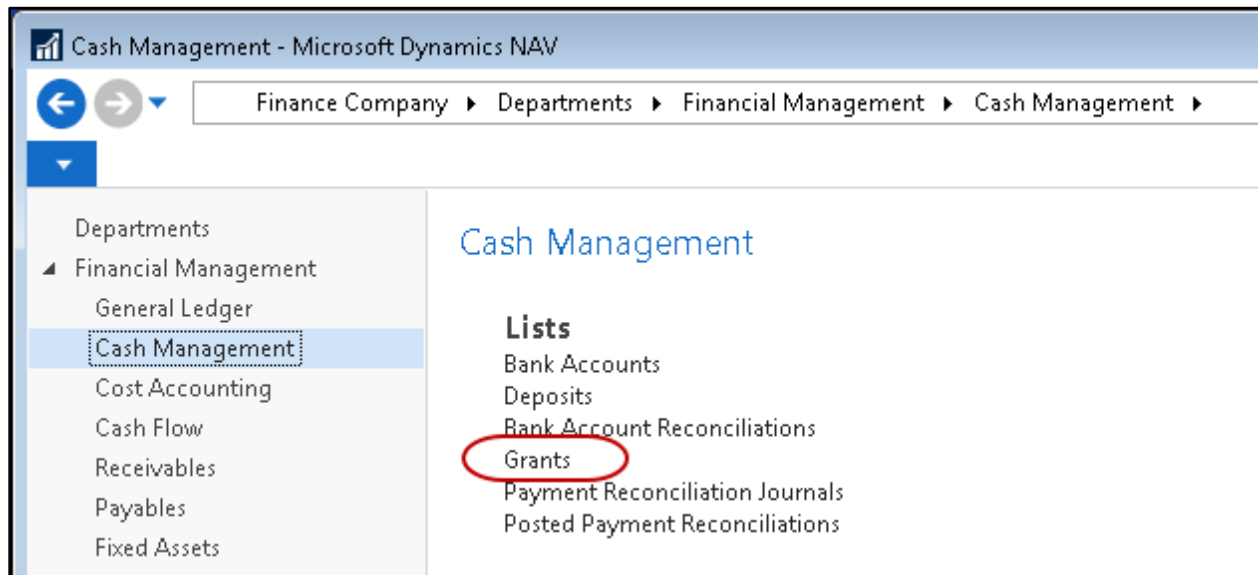 Cash Management - Microsoft Dynamics NAV
Finance Company ▸ Departments ▸ Financial Management ▸ Cash Management ▸
Departments
Financial Management
General Ledger
Cash Management
Cost Accounting
Cash Flow
Receivables
Payables
Fixed Assets
Cash Management
Lists
Bank Accounts
Deposits
Bank Account Reconciliations
Grants
Payment Reconciliation Journals
Posted Payment Reconciliations